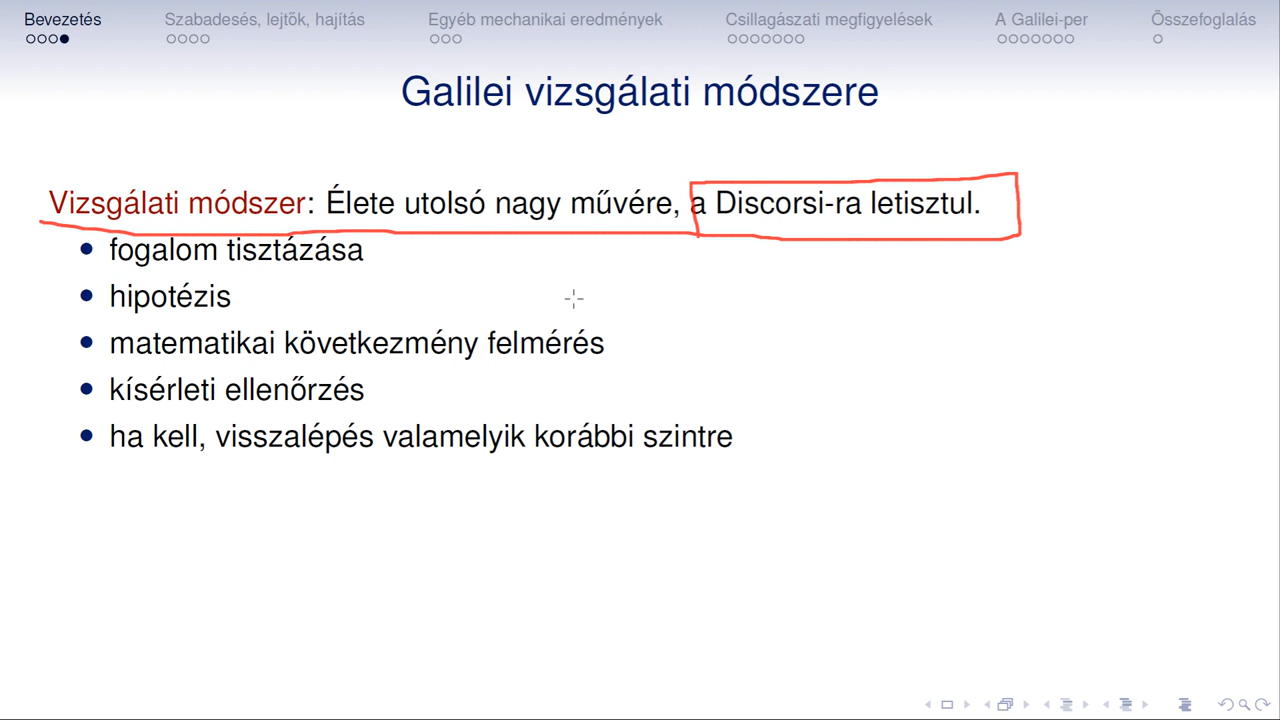 Bevezetés
Szabadesés, lejtők, hajítás
Egyéb mechanikai eredmények
Csillagászati megfigyelések
A Galilei-per
Összefoglalás
Galilei vizsgálati módszere
Vizsgálati módszer: Élete utolsó nagy művére, a Discorsi-ra letisztul.
fogalom tisztázása
hipotézis
matematikai következmény felmérés
kísérleti ellenőrzés
ha kell, visszalépés valamelyik korábbi szintre